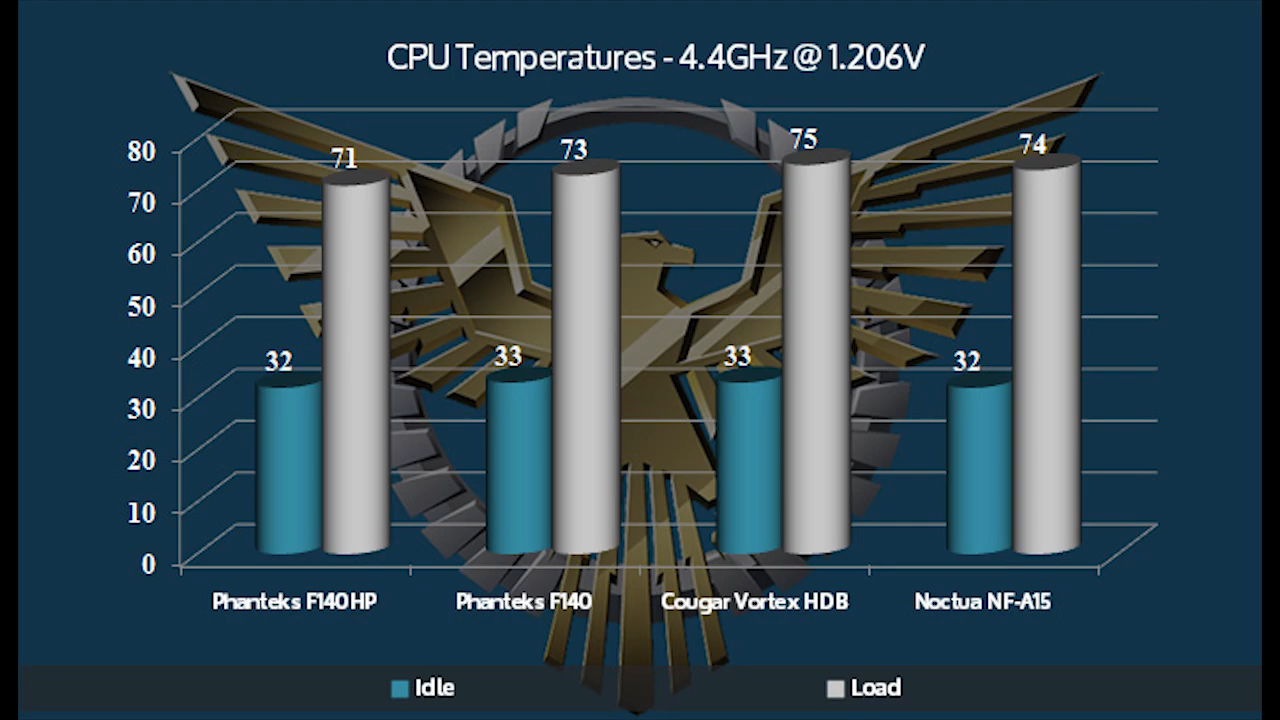 CPU Temperatures - 4.4GHz @ 1.206V
80
70
60
50
40
30
20
10
0
32
71
33
73
33
75
32
74
Phanteks F140HP
Phanteks F140
Cougar Vortex HDB
Noctua NF-A15
Idle
Load